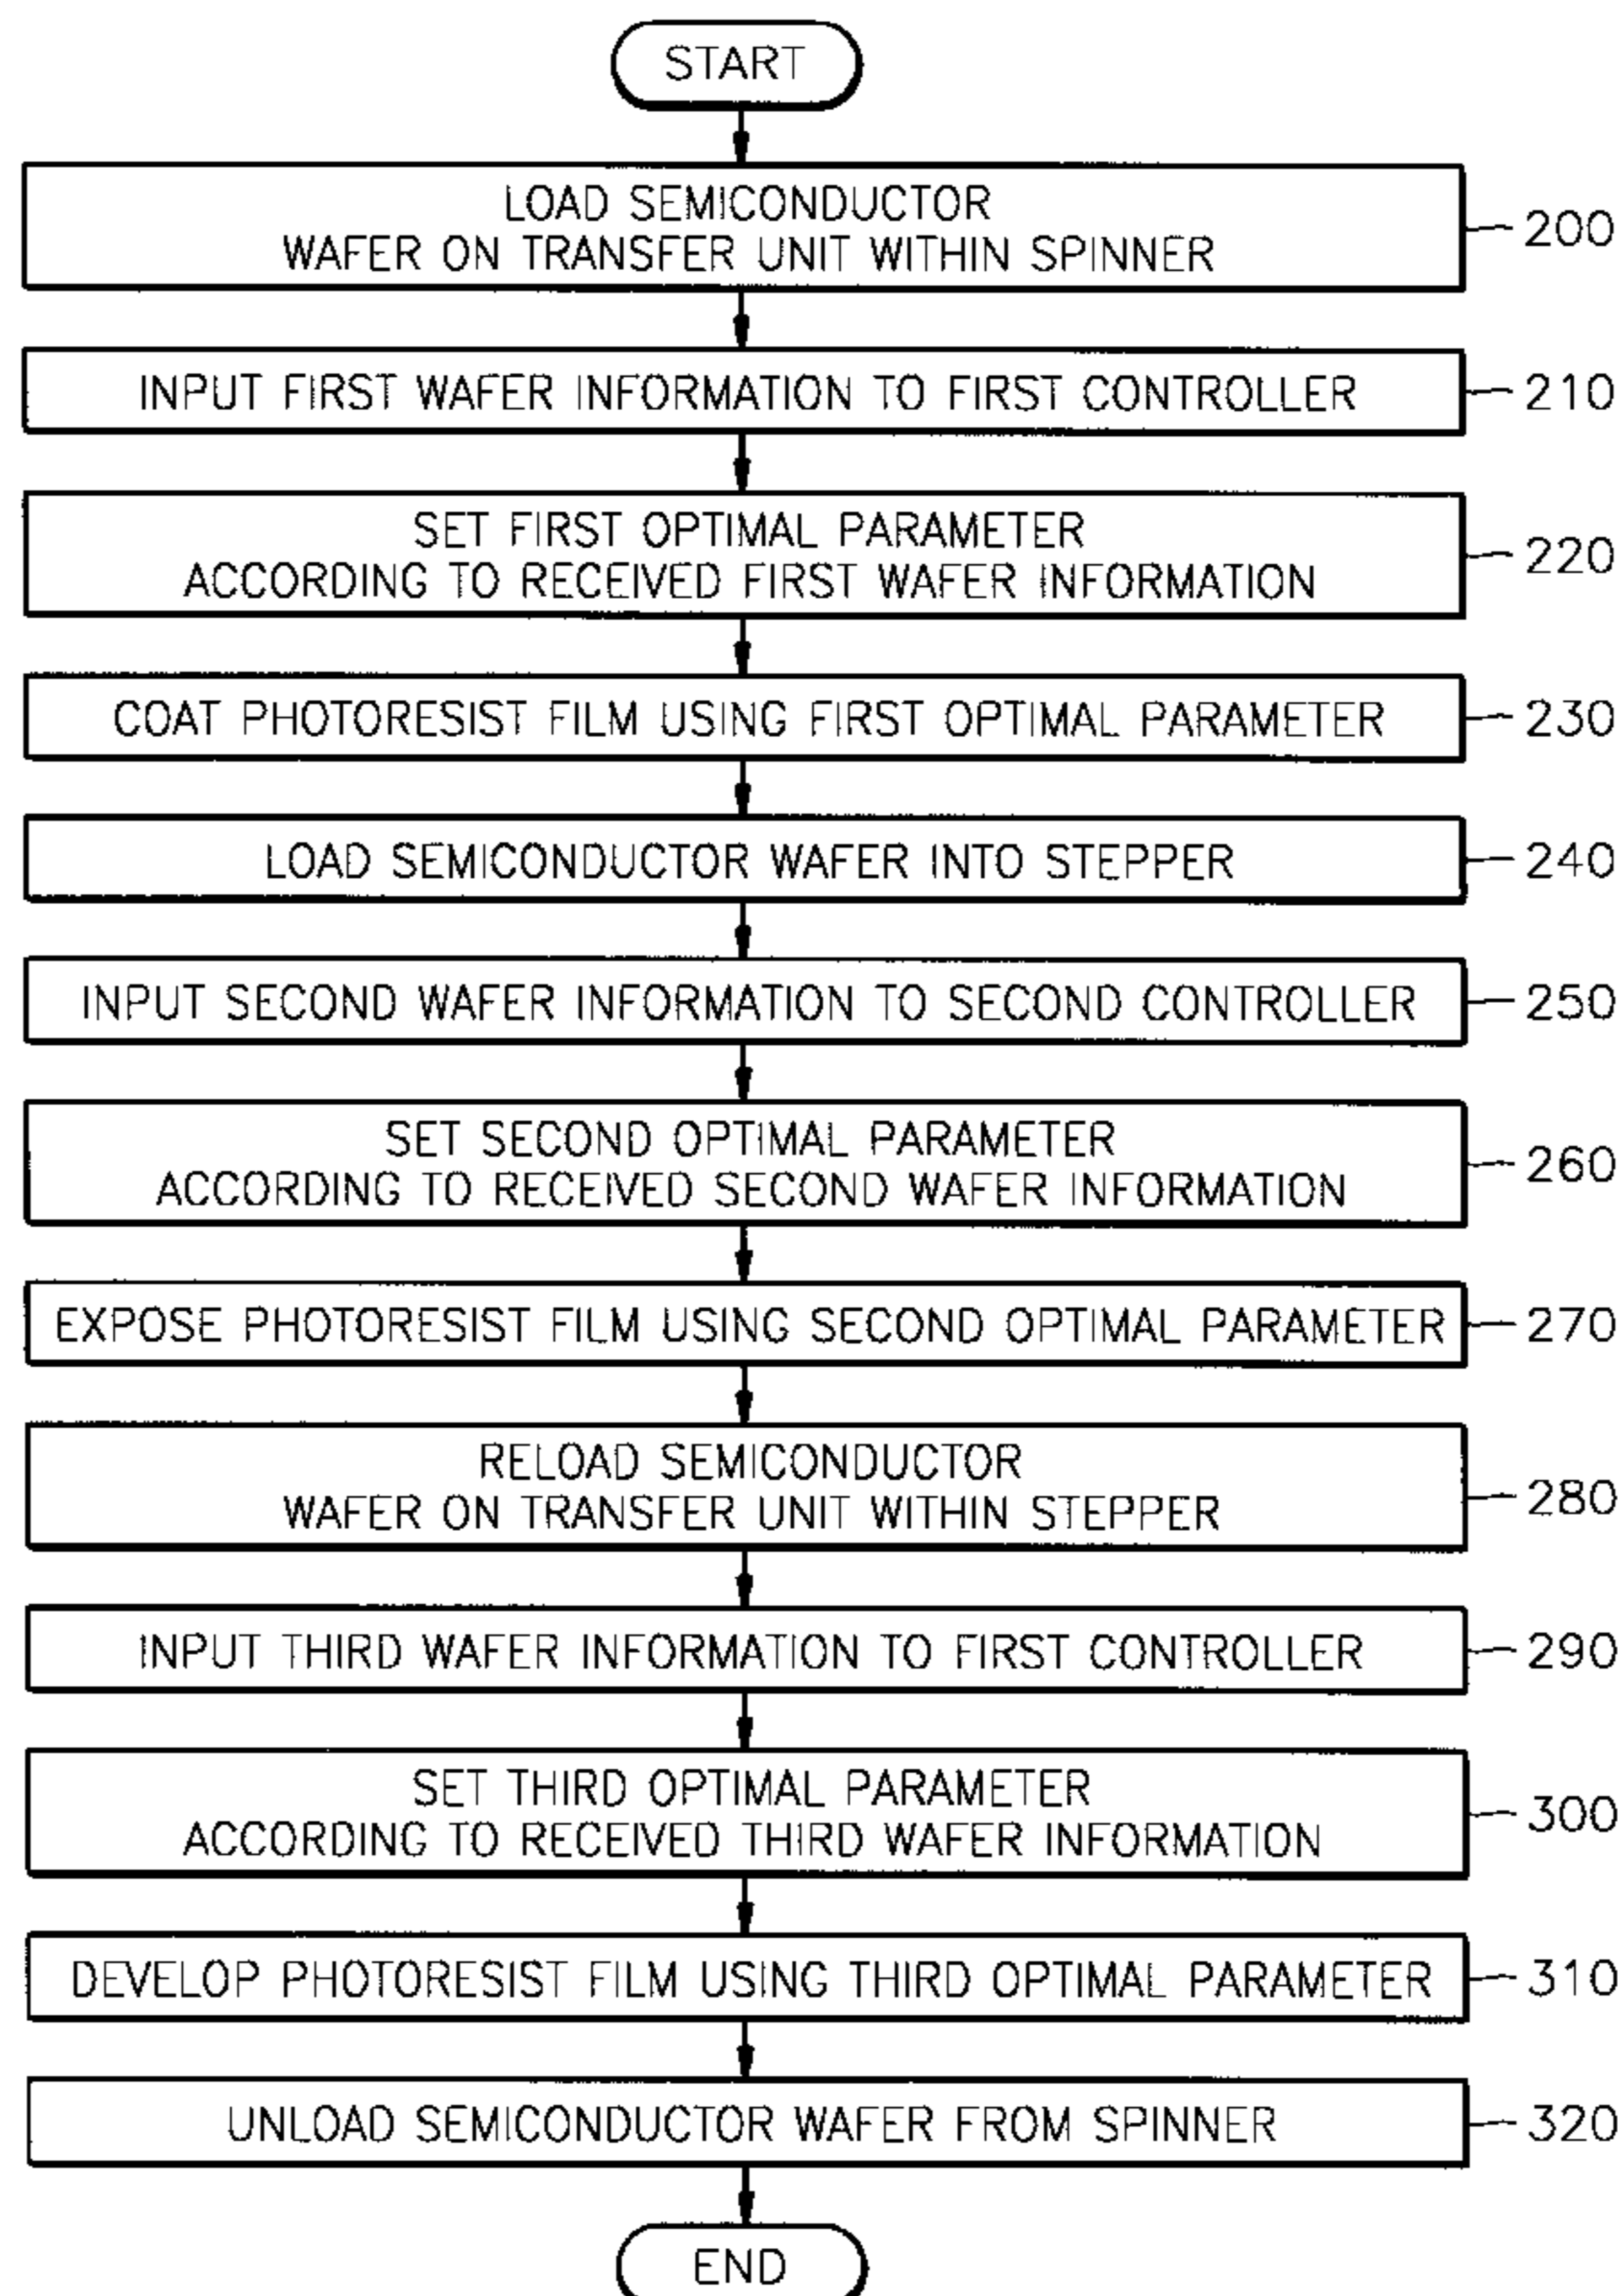 START
LOAD SEMICONDUCTOR
WAFER ON TRANSFER UNIT WITHIN SPINNER
200
INPUT FIRST WAFER INFORMATION TO FIRST CONTROLLER
210
SET FIRST OPTIMAL PARAMETER
ACCORDING TO RECEIVED FIRST WAFER INFORMATION
220
COAT PHOTORESIST FILM USING FIRST OPTIMAL PARAMETER
230
LOAD SEMICONDUCTOR WAFER INTO STEPPER
240
INPUT SECOND WAFER INFORMATION TO SECOND CONTROLLER
250
SET SECOND OPTIMAL PARAMETER
ACCORDING TO RECEIVED SECOND WAFER INFORMATION
260
EXPOSE PHOTORESIST FILM USING SECOND OPTIMAL PARAMETER
270
RELOAD SEMICONDUCTOR
WAFER ON TRANSFER UNIT WITHIN STEPPER
280
INPUT THIRD WAFER INFORMATION TO FIRST CONTROLLER
290
SET THIRD OPTIMAL PARAMETER
ACCORDING TO RECEIVED THIRD WAFER INFORMATION
300
DEVELOP PHOTORESIST FILM USING THIRD OPTIMAL PARAMETER
310
UNLOAD SEMICONDUCTOR WAFER FROM SPINNER
320
END